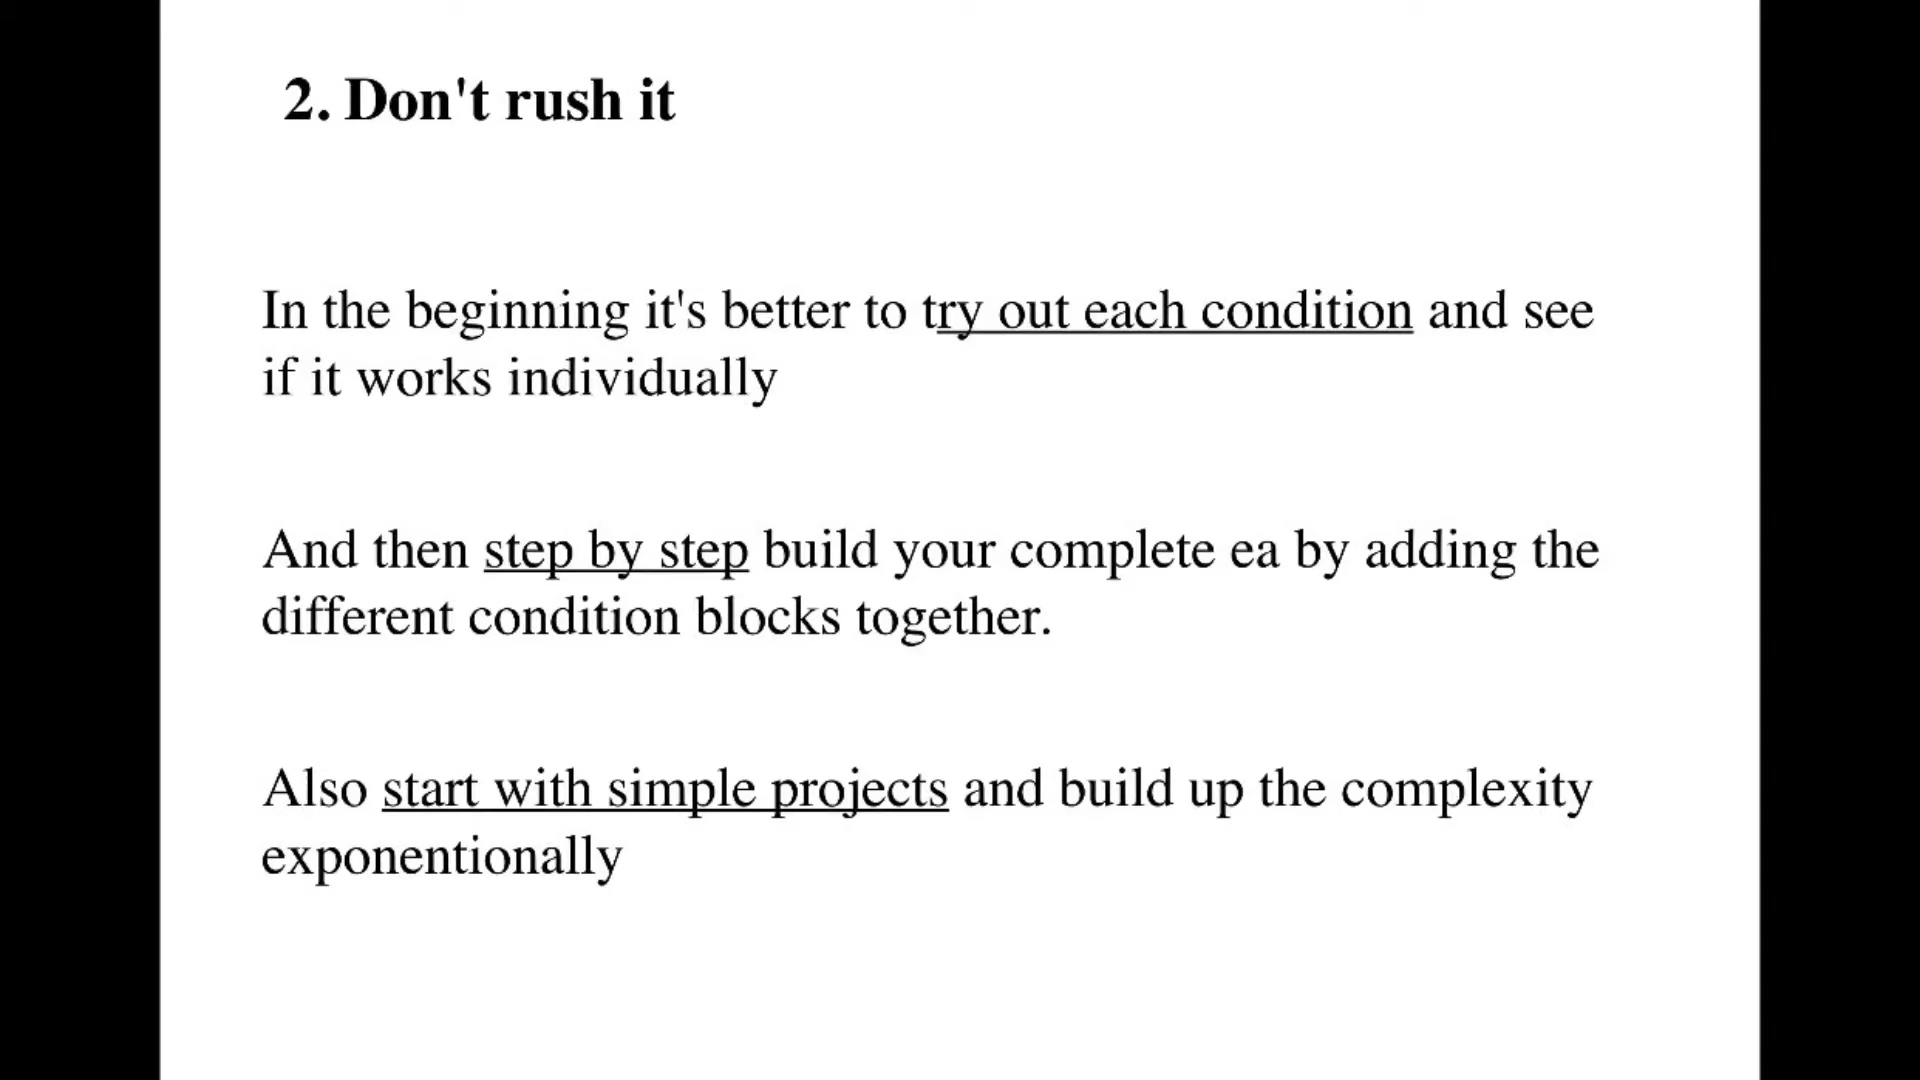 2. Don't rush it
In the beginning it's better to try out each condition and see
if it works individually
And then step by step build your complete ea by adding the
different condition blocks together.
Also start with simple projects and build up the complexity
exponentionally